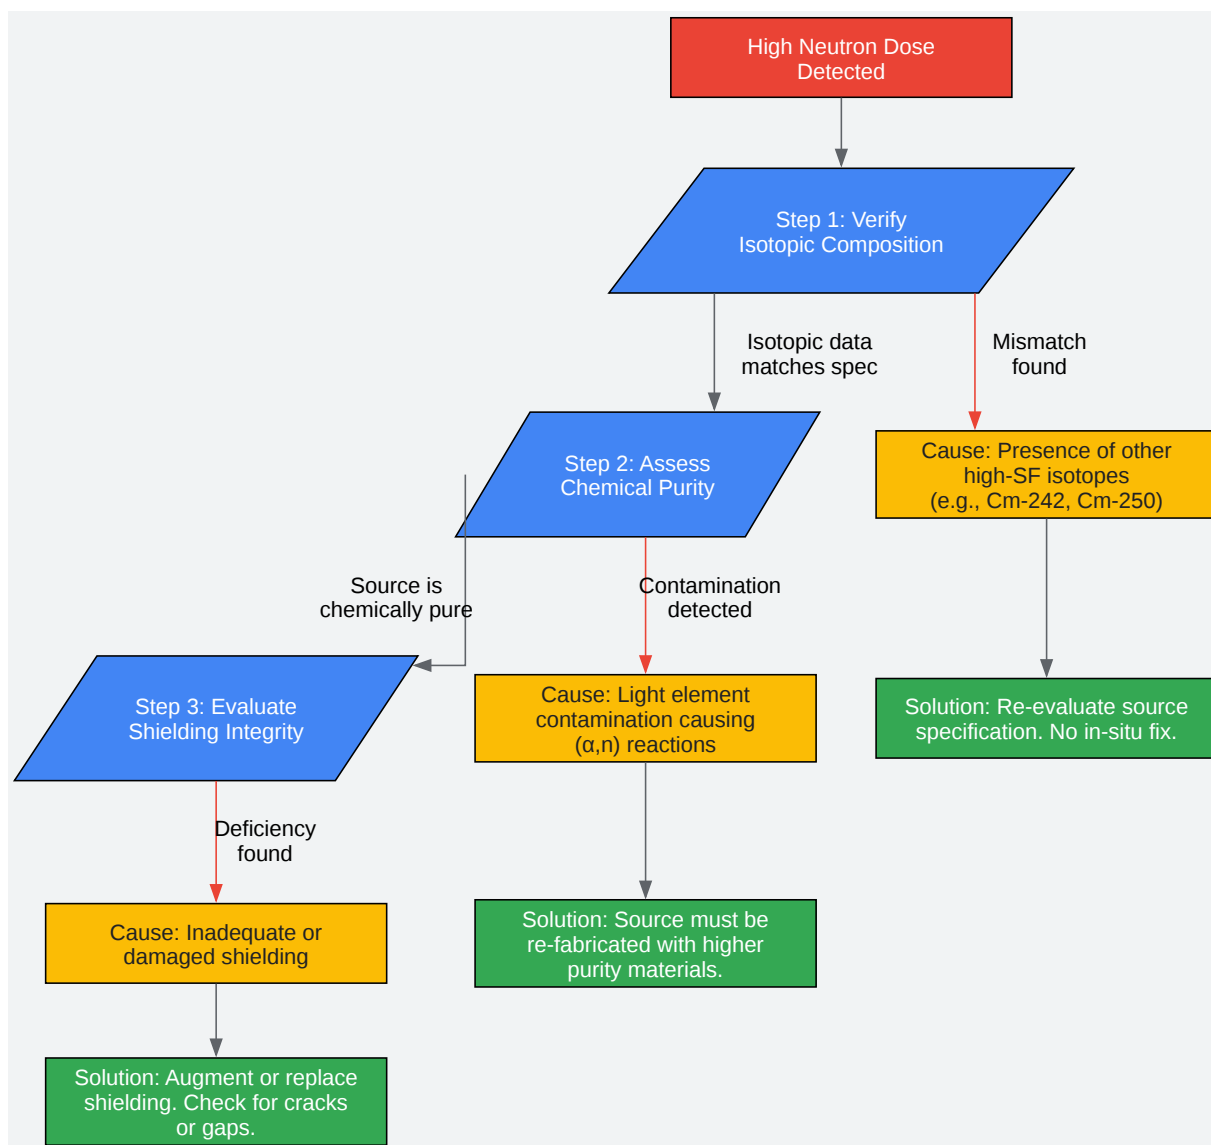 High Neutron Dose
Detected
Step 1: Verify
Isotopic Composition
Isotopic data
matches spec
Mismatch
found
Step 2: Assess
Chemical Purity
Cause: Presence of other
high-SF isotopes
(e.g., Cm-242, Cm-250)
Source is
chemically pure
Contamination
detected
Step 3: Evaluate
Shielding Integrity
Cause: Light element
contamination causing
(α,n) reactions
Solution: Re-evaluate source
specification. No in-situ fix.
Deficiency
found
Cause: Inadequate or
damaged shielding
Solution: Source must be
re-fabricated with higher
purity materials.
Solution: Augment or replace
shielding. Check for cracks
or gaps.